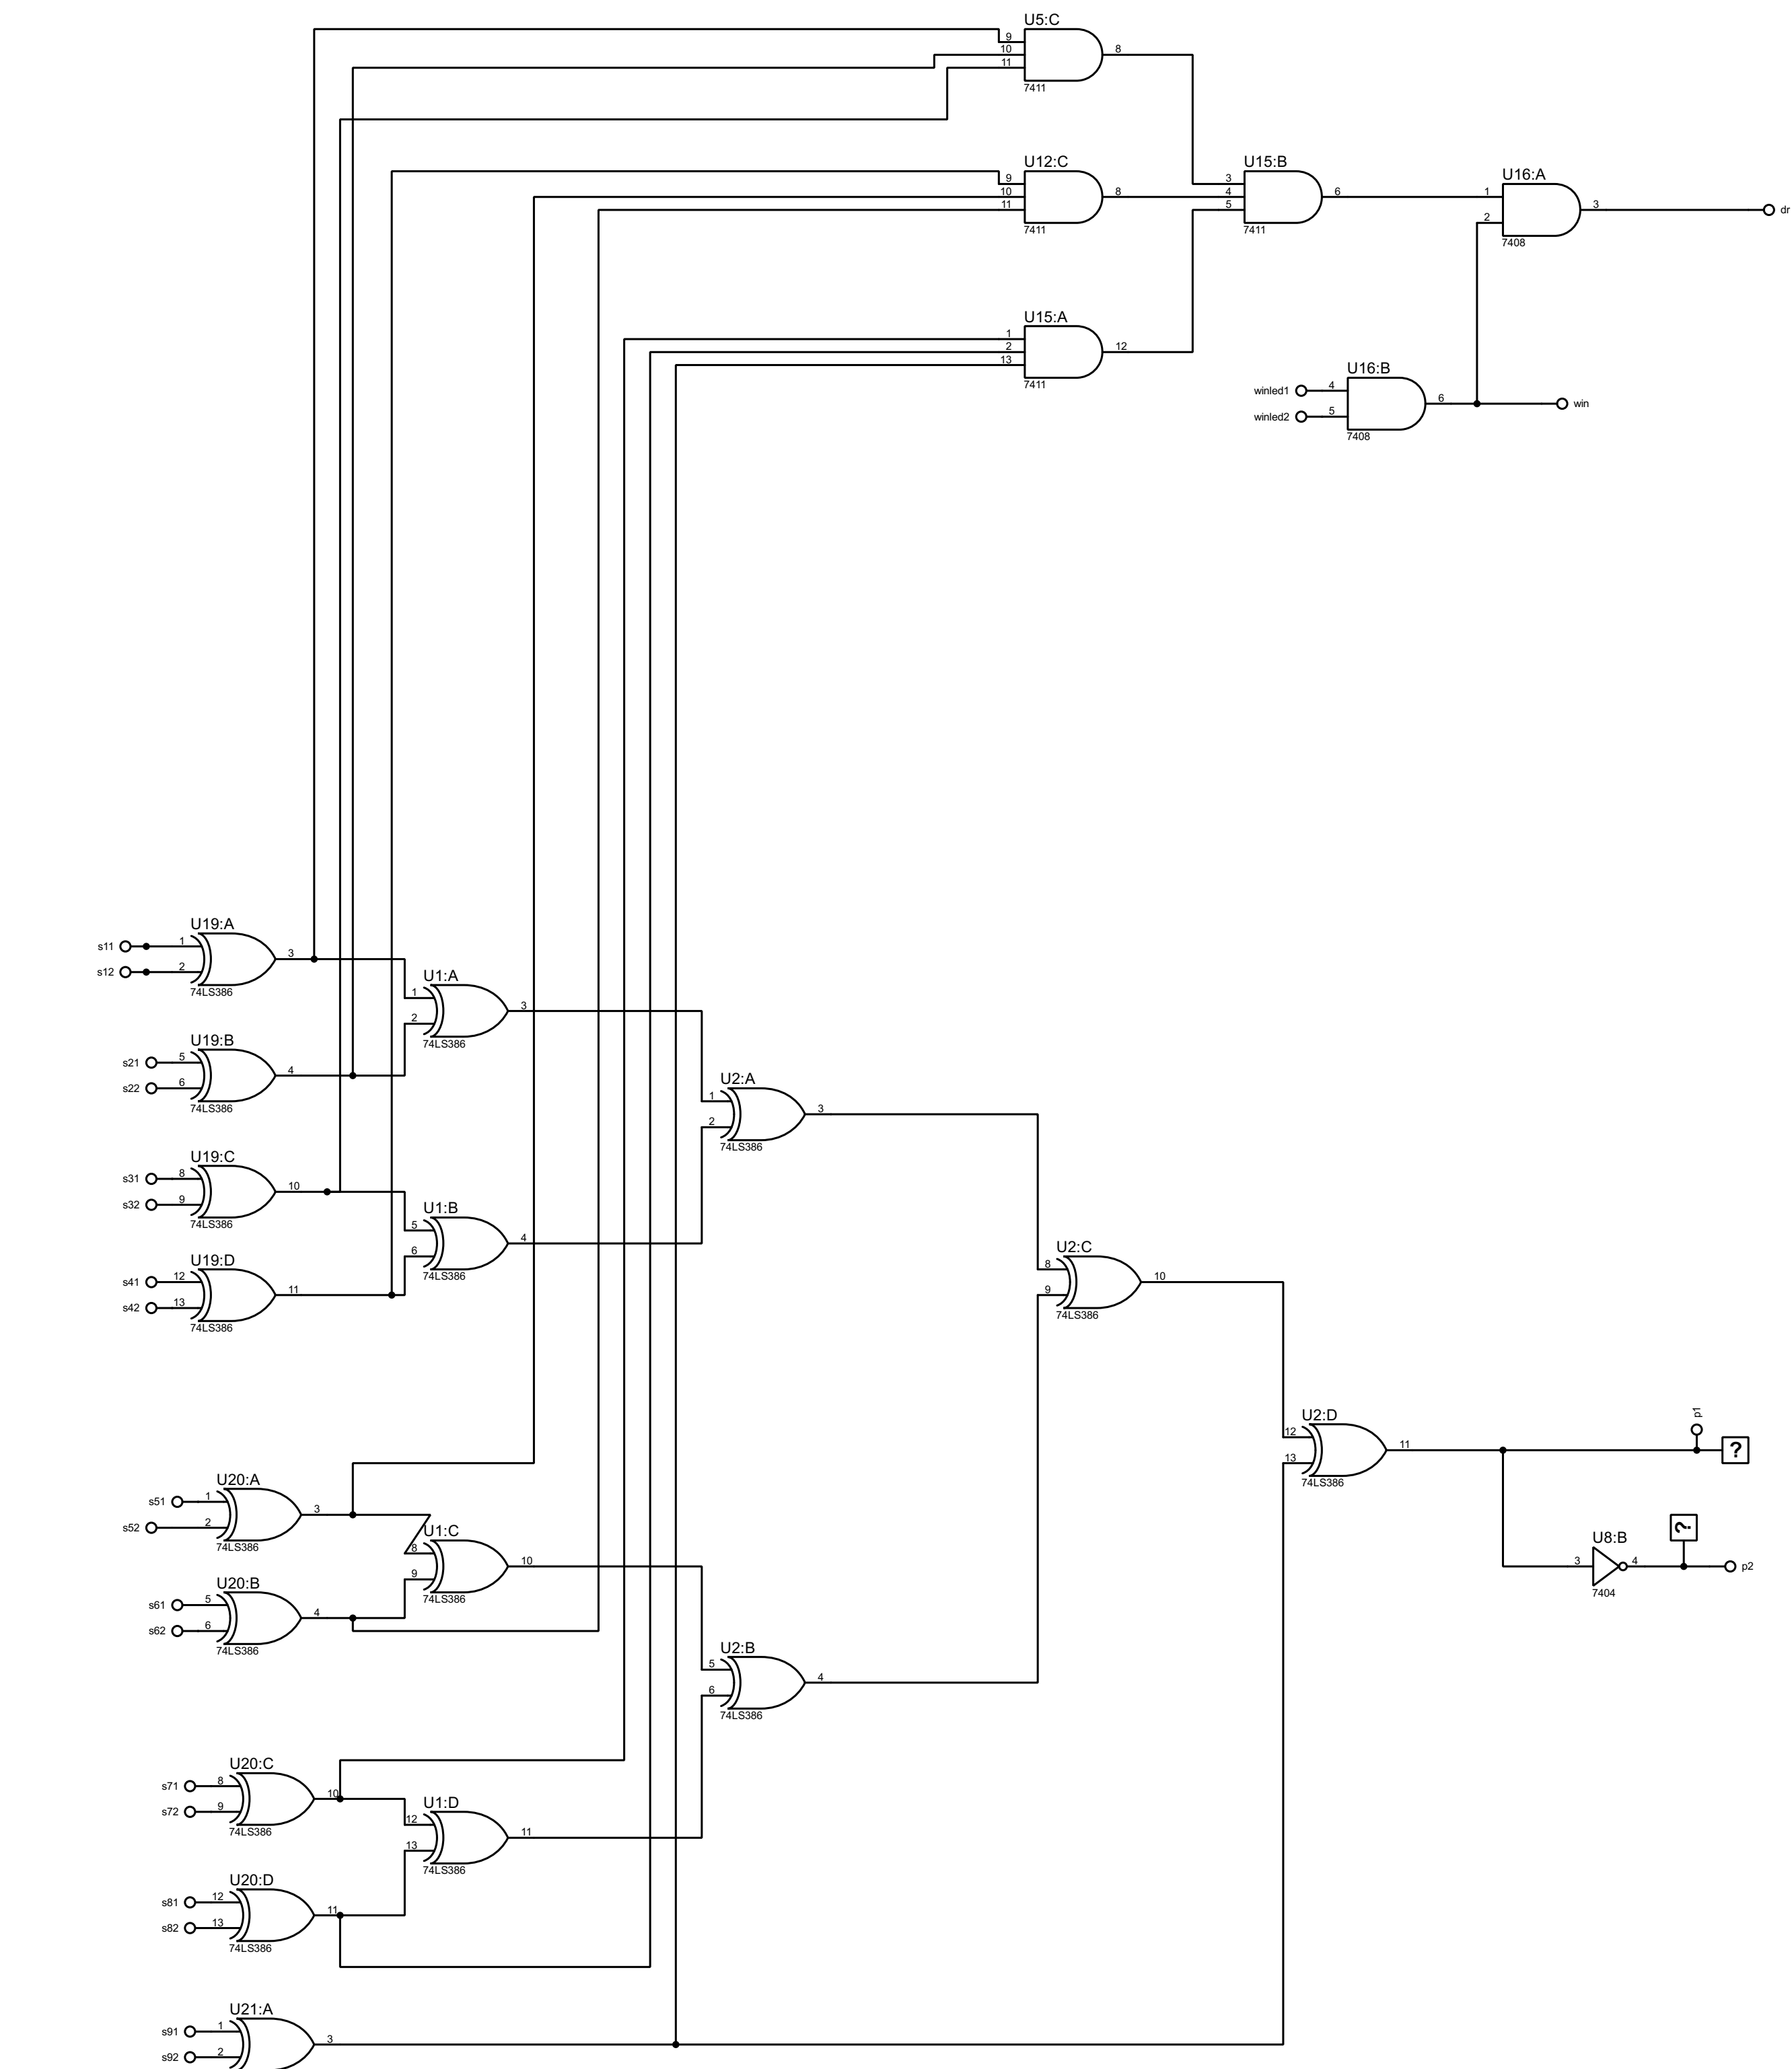 U5:C
9
10
11
8
7411
U12:C
9
10
11
8
7411
U15:B
3
4
5
6
7411
U16:A
1
2
3
7408
dr
U15:A
1
2
13
12
7411
U16:B
winled1
4
winled2
5
6
7408
win
U19:A
s11
1
s12
2
3
74LS386
U1:A
1
2
3
74LS386
U19:B
s21
5
s22
6
4
74LS386
U2:A
1
2
3
74LS386
U19:C
s31
8
s32
9
10
74LS386
U1:B
5
6
4
74LS386
U19:D
s41
12
s42
13
11
74LS386
U2:C
8
9
10
74LS386
U2:D
12
13
11
74LS386
p1
?
U20:A
s51
1
s52
2
3
74LS386
U1:C
8
9
10
74LS386
?
U8:B
3
4
7404
p2
U20:B
s61
5
s62
6
4
74LS386
U2:B
5
6
4
74LS386
U20:C
s71
8
s72
9
10
74LS386
U1:D
12
13
11
74LS386
U20:D
s81
12
s82
13
11
74LS386
U21:A
s91
1
s92
2
3